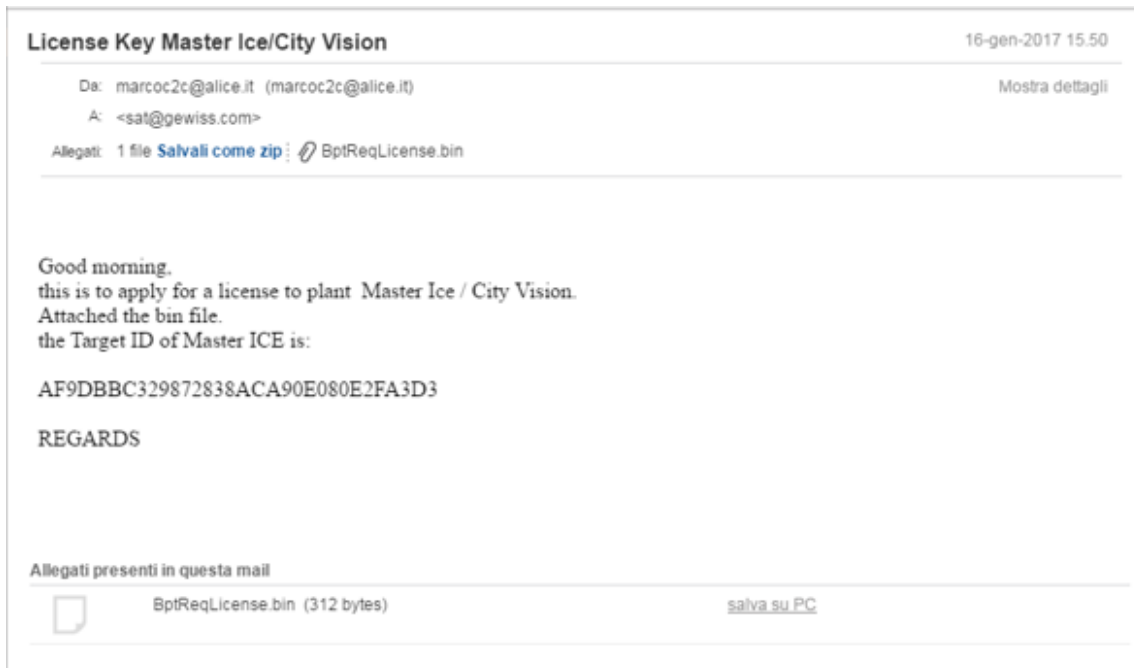 License Key Master Ice/City Vision
16-gen-2017 15.50
Da: marcoc2c@alice.it (marcoc2c@alice.it)
Mostra dettagli
A: <sat@gewiss.com>
Allegati: 1 file Salvali come zip BptReqLicense.bin
Good morning,
this is to apply for a license to plant Master Ice / City Vision.
Attached the bin file.
the Target ID of Master ICE is:
AF9DBBC329872838ACA90E080E2FA3D3
REGARDS
Allegati presenti in questa mail
BptReqLicense.bin (312 bytes)
salva su PC